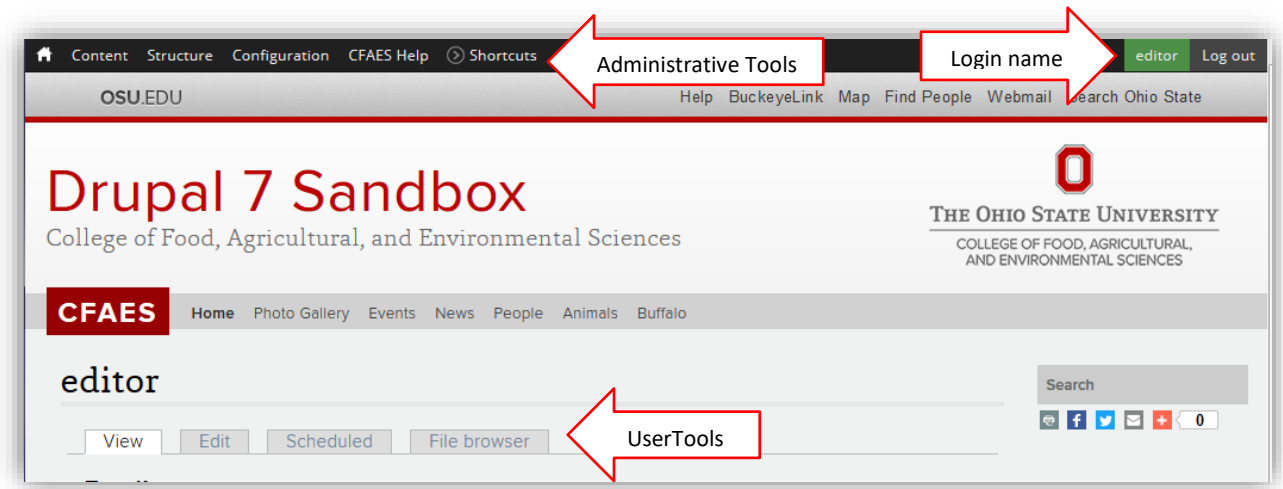 Content Structure Configuration CFAES Help Shortcuts Administrative Tools Login name editor Log out
OSU.EDU Help BuckeyeLink Map Find People Webmail Search Ohio State
Drupal 7 Sandbox
College of Food, Agricultural, and Environmental Sciences
THE OHIO STATE UNIVERSITY
COLLEGE OF FOOD, AGRICULTURAL,
AND ENVIRONMENTAL SCIENCES
CFAES Home Photo Gallery Events News People Animals Buffalo
editor
Search
0
View Edit Scheduled File browser UserTools